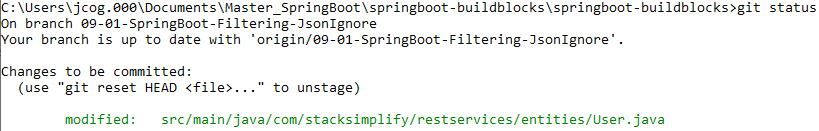 C:\Users\jcog.000\Documents\Master_SpringBoot\springboot-buildblocks\springboot-buildblocks>git status
On branch 09-01-SpringBoot-Filtering-JsonIgnore
Your branch is up to date with 'origin/09-01-SpringBoot-Filtering-JsonIgnore'.
Changes to be committed:
(use "git reset HEAD <file>..." to unstage)
modified: src/main/java/com/stacksimplify/restservices/entities/User.java